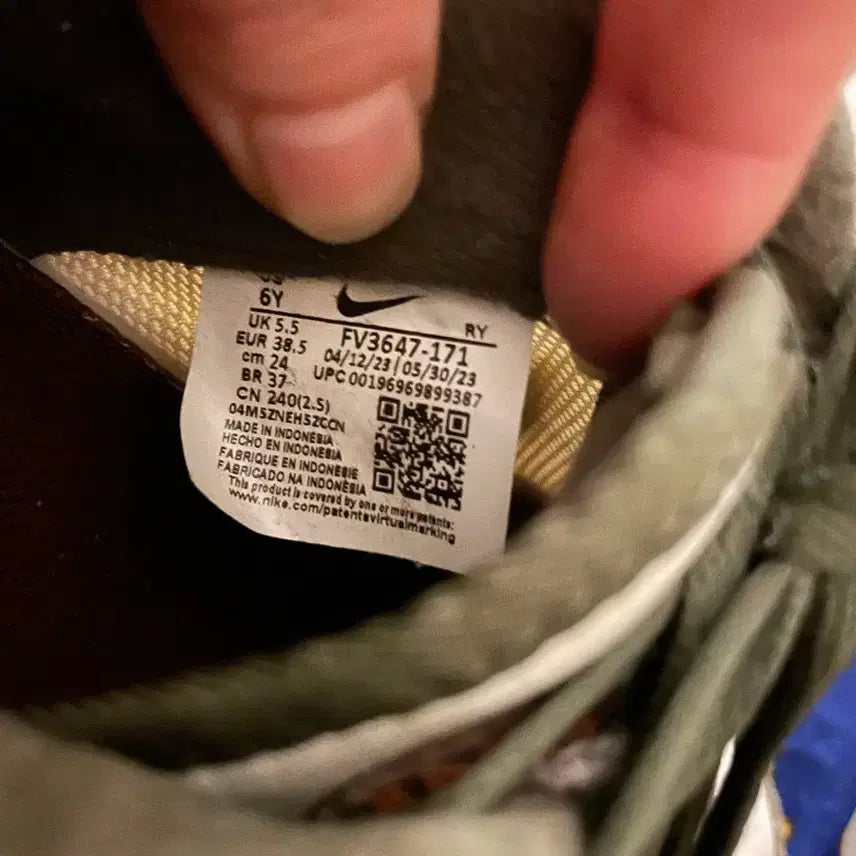 6Y
RY
UK 5.5
FV3647-171
EUR 38.5
04/12/23 | 05/30/23
cm 24
UPC 00196969899387
BR 37
CN 240(2.5)
04M5ZNEH5ZCCN
MADE IN INDONESIA
HECHO EN INDONESIA
FABRIQUE EN INDONESIE
FABRICADO NA INDONESIA
This product is covered by one or more patents:
www.nike.com/patentsvirtualmarking